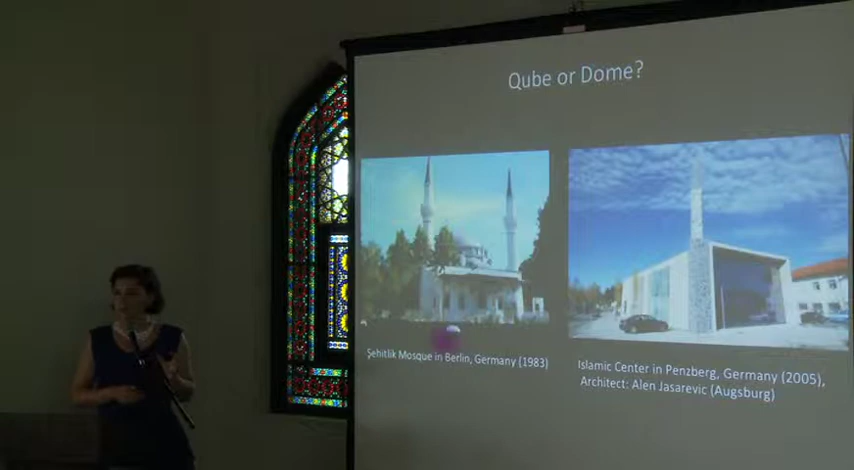 Qube or Dome?
Şehitlik Mosque in Berlin, Germany (1983)
Islamic Center in Penzberg, Germany (2005),
Architect: Alen Jasarevic (Augsburg)